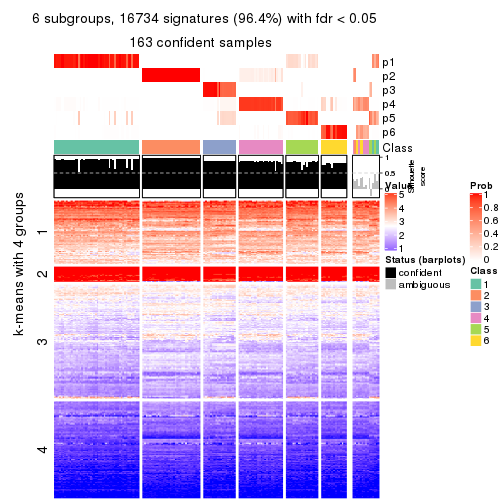 6 subgroups, 16734 signatures (96.4%) with fdr < 0.05
163 confident samples
p1
p2
p3
p4
p5
p6
Class
1
0.5
0
Silhouette
score
k-means with 4 groups
1
2
3
4
Value
5
4
3
2
1
Status (barplots)
confident
ambiguous
Prob
1
0.8
0.6
0.4
0.2
0
Class
1
2
3
4
5
6